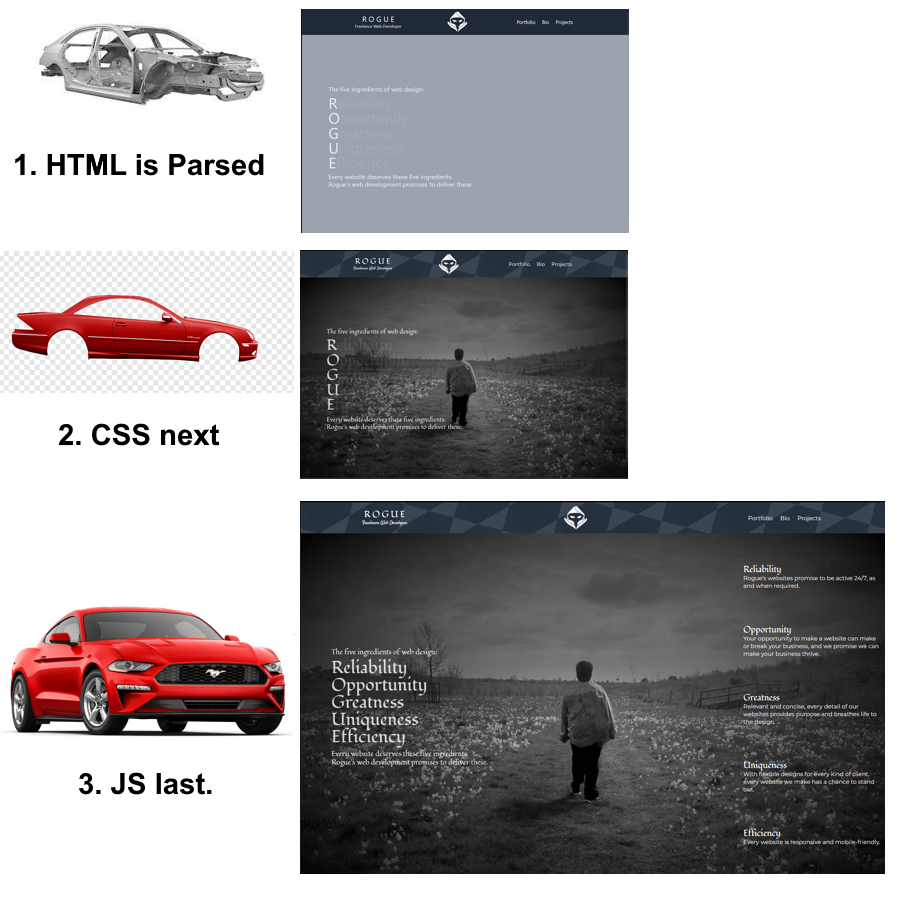 ROGUE
Freelance Web Developer
Portfolio Bio Projects
The five ingredients of web design:
Reliability
Opportunity
Greatness
Uniqueness
Efficiency
Every website deserves these five ingredients.
Rogue's web development promises to deliver these.
1. HTML is Parsed
ROGUE
Freelance Web Developer
Portfolio Bio Projects
The five ingredients of web design:
R
O
G
U
E
Every website deserves these five ingredients.
Rogue's web development promises to deliver these.
2. CSS next
ROGUE
Freelance Web Developer
Portfolio Bio Projects
The five ingredients of web design:
Reliability
Opportunity
Greatness
Uniqueness
Efficiency
Every website deserves these five ingredients.
Rogue's web development promises to deliver these.
Reliability
Rogue's websites promise to be active 24/7, as
and when required.
Opportunity
Your opportunity to make a website can make
or break your business, and we promise we can
make your business thrive.
Greatness
Relevant and concise, every detail of our
websites provides purpose and breathes life to
the design.
Uniqueness
With flexible designs for every kind of client,
every website we make has a chance to stand
out.
Efficiency
Every website is responsive and mobile-friendly.
3. JS last.